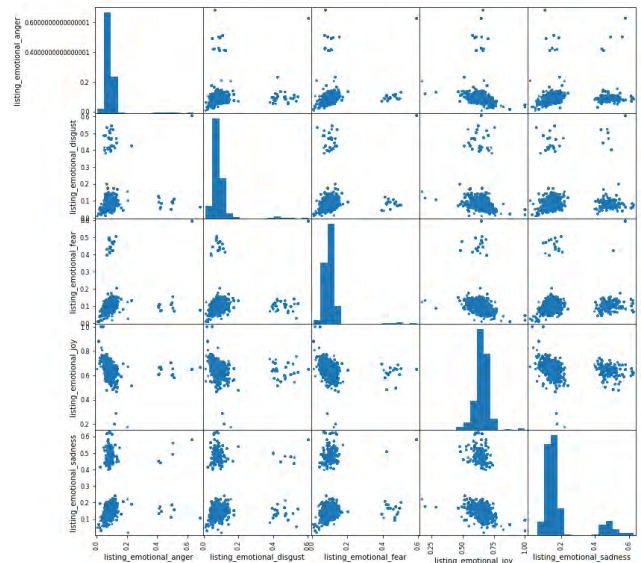 listing_emotional_anger
0.6000000000000001
0.4000000000000001
0.2
0.0
listing_emotional_disgust
0.6
0.5
0.4
0.3
0.2
0.1
0.0
listing_emotional_fear
0.5
0.4
0.3
0.2
0.1
0.0
listing_emotional_joy
1.0
0.8
0.6
0.4
0.2
listing_emotional_sadness
0.6
0.5
0.4
0.3
0.2
0.1
0.0 0.2 0.4 0.6
0.2 0.4 0.6
0.2 0.4 0.6
0.25 0.50 0.75 1.00
0.2 0.4 0.6
listing_emotional_anger
listing_emotional_disgust
listing_emotional_fear
listing_emotional_joy
listing_emotional_sadness